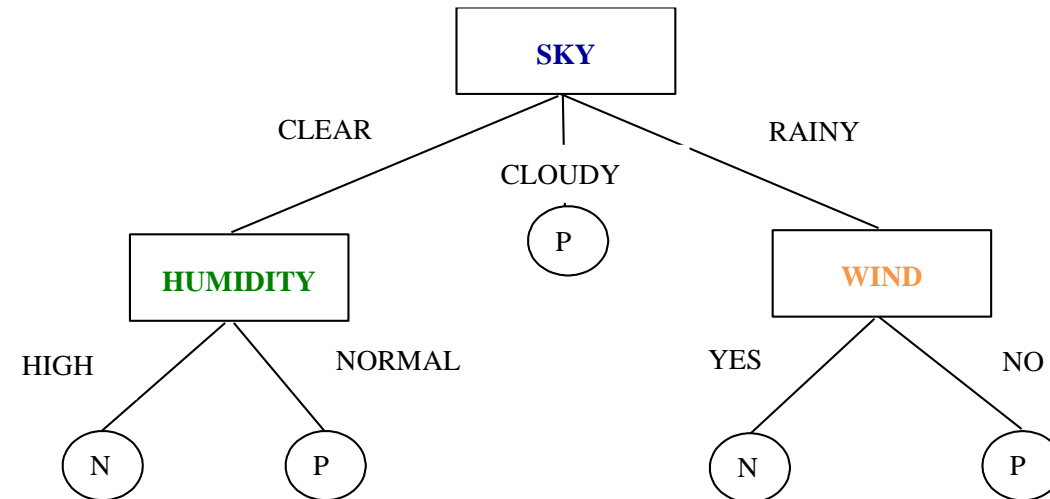 SKY
CLEAR
RAINY
CLOUDY
P
HUMIDITY
WIND
HIGH
NORMAL
YES
NO
N
P
N
P